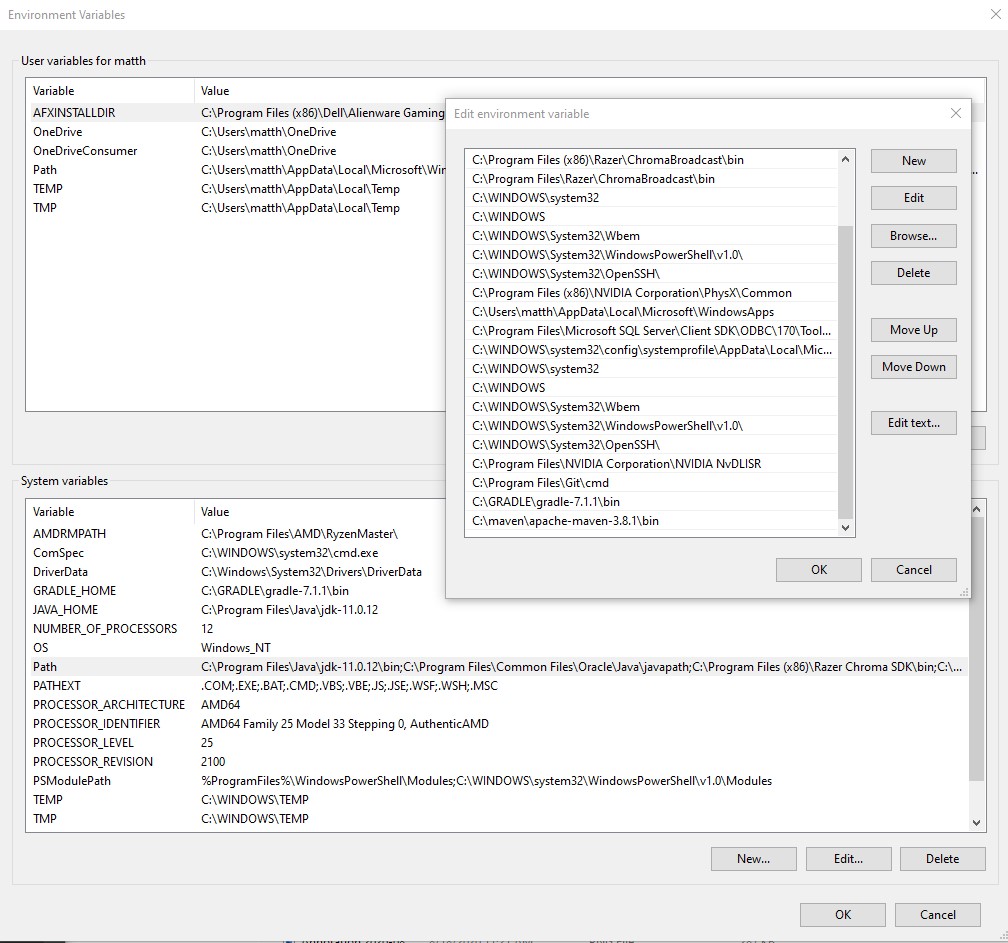 Environment Variables
User variables for matth
Variable Value
AFXINSTALLDIR C:\Program Files (x86)\Dell\Alienware Gaming
OneDrive C:\Users\matth\OneDrive
OneDriveConsumer C:\Users\matth\OneDrive
Path C:\Users\matth\AppData\Local\Microsoft\Wir ...
TEMP C:\Users\matth\AppData\Local\Temp
TMP C:\Users\matth\AppData\Local\Temp
Edit environment variable
C:\Program Files (x86)\Razer\ChromaBroadcast\bin
C:\Program Files\Razer\ChromaBroadcast\bin
C:\WINDOWS\system32
C:\WINDOWS
C:\WINDOWS\System32\Wbem
C:\WINDOWS\System32\WindowsPowerShell\v1.0\
C:\WINDOWS\System32\OpenSSH\
C:\Program Files (x86)\NVIDIA Corporation\PhysX\Common
C:\Users\matth\AppData\Local\Microsoft\WindowsApps
C:\Program Files\Microsoft SQL Server\Client SDK\ODBC\170\Tool...
C:\WINDOWS\system32\config\systemprofile\AppData\Local\Mic...
C:\WINDOWS\system32
C:\WINDOWS
C:\WINDOWS\System32\Wbem
C:\WINDOWS\System32\WindowsPowerShell\v1.0\
C:\WINDOWS\System32\OpenSSH\
C:\Program Files\NVIDIA Corporation\NVIDIA NvDLISR
C:\Program Files\Git\cmd
C:\GRADLE\gradle-7.1.1\bin
C:\maven\apache-maven-3.8.1\bin
New
Edit
Browse...
Delete
Move Up
Move Down
Edit text...
OK Cancel
System variables
Variable Value
AMDRMPATH C:\Program Files\AMD\RyzenMaster\
ComSpec C:\WINDOWS\system32\cmd.exe
DriverData C:\Windows\System32\Drivers\DriverData
GRADLE_HOME C:\GRADLE\gradle-7.1.1\bin
JAVA_HOME C:\Program Files\Java\jdk-11.0.12
NUMBER_OF_PROCESSORS 12
OS Windows_NT
Path C:\Program Files\Java\jdk-11.0.12\bin;C:\Program Files\Common Files\Oracle\Java\javapath;C:\Program Files (x86)\Razer Chroma SDK\bin;C:\...
PATHEXT .COM;.EXE;.BAT;.CMD;.VBS;.VBE;.JS;.JSE;.WSF;.WSH;.MSC
PROCESSOR_ARCHITECTURE AMD64
PROCESSOR_IDENTIFIER AMD64 Family 25 Model 33 Stepping 0, AuthenticAMD
PROCESSOR_LEVEL 25
PROCESSOR_REVISION 2100
PSModulePath %ProgramFiles%\WindowsPowerShell\Modules;C:\WINDOWS\system32\WindowsPowerShell\v1.0\Modules
TEMP C:\WINDOWS\TEMP
TMP C:\WINDOWS\TEMP
New... Edit... Delete
OK Cancel